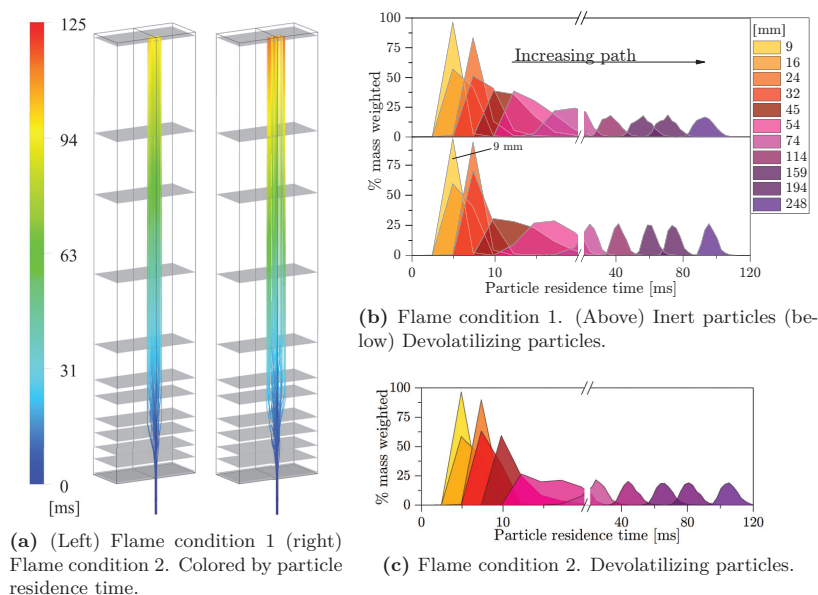 125
94
63
31
0
[ms]
(a) (Left) Flame condition 1 (right)
Flame condition 2. Colored by particle
residence time.
100
75
50
25
0
75
50
25
0
% mass weighted
Increasing path
9 mm
0 10 40 80 120
Particle residence time [ms]
[mm]
9
16
24
32
45
54
74
114
159
194
248
(b) Flame condition 1. (Above) Inert particles (be-
low) Devolatilizing particles.
100
75
50
25
0
% mass weighted
0 10 40 60 80 120
Particle residence time [ms]
(c) Flame condition 2. Devolatilizing particles.